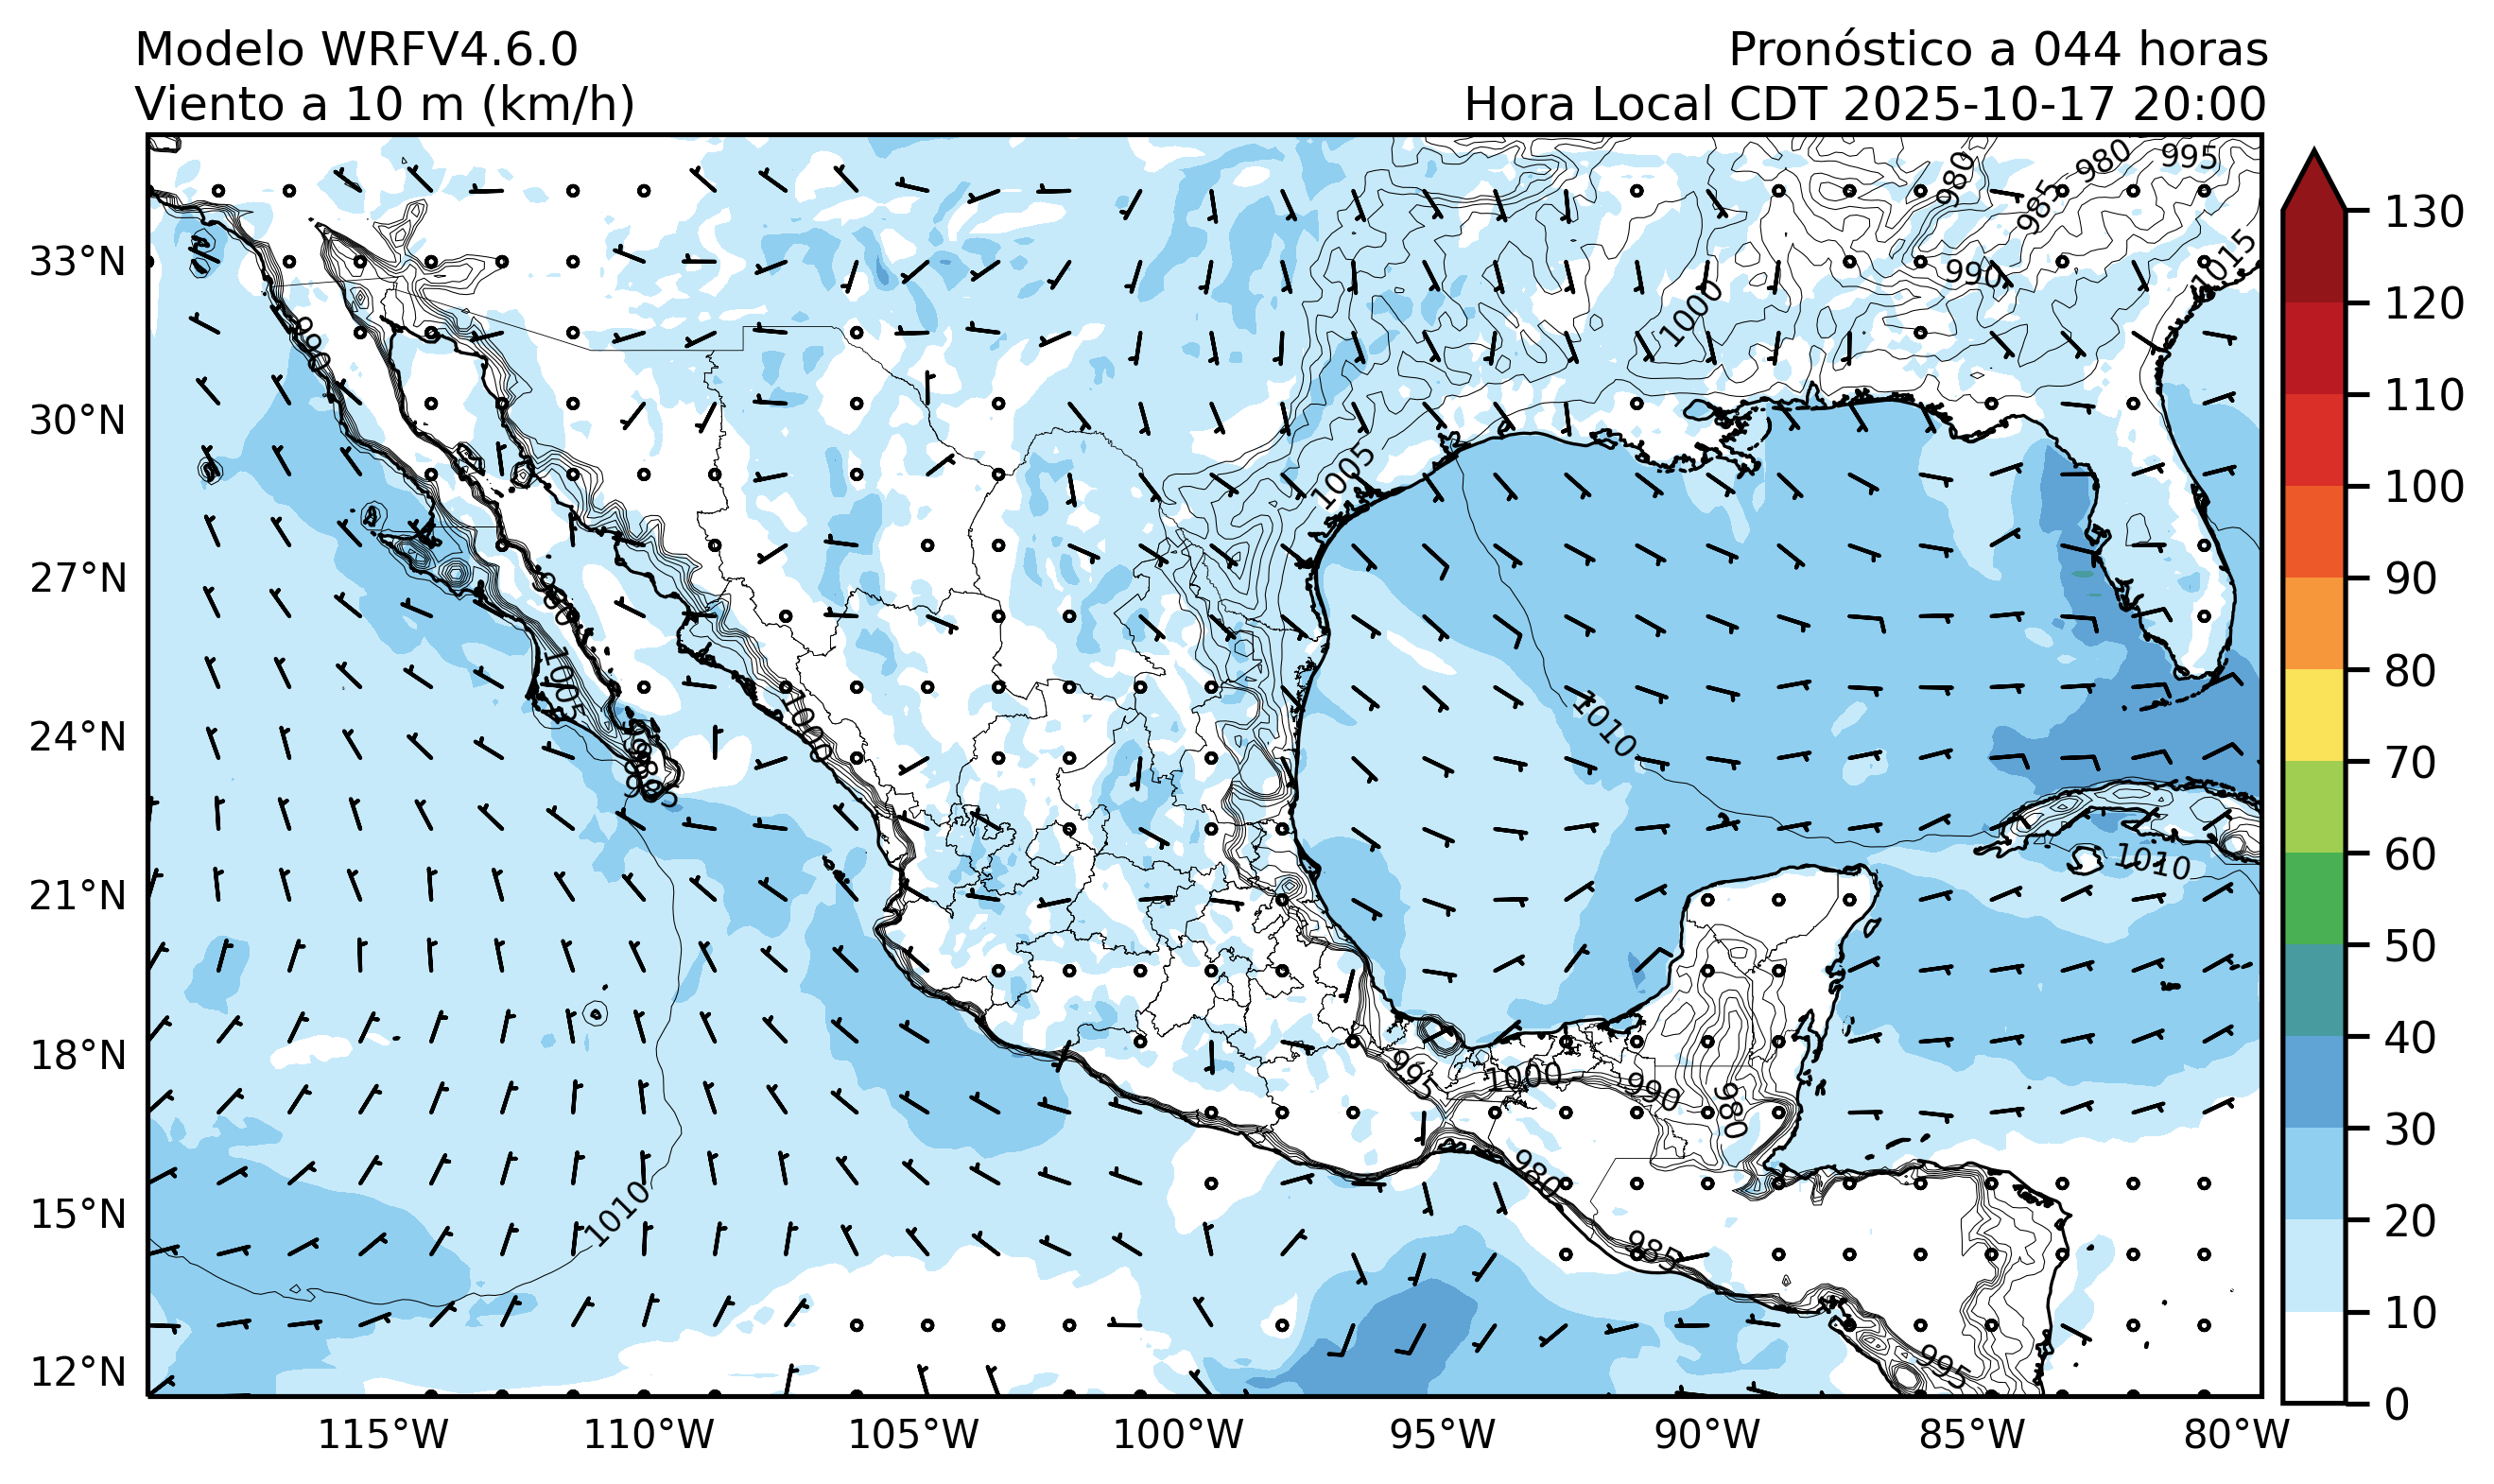 Modelo WRFV4.6.0
Pronóstico a 044 horas
Viento a 10 m (km/h)
Hora Local CDT 2025-10-17 20:00
980
995
980
985
1015
990
1000
990
1005
1005
1000
1010
1010
995
1000
990
980
980
1010
985
995
33°N
30°N
27°N
24°N
21°N
18°N
15°N
12°N
115°W
110°W
105°W
100°W
95°W
90°W
85°W
80°W
130
120
110
100
90
80
70
60
50
40
30
20
10
0